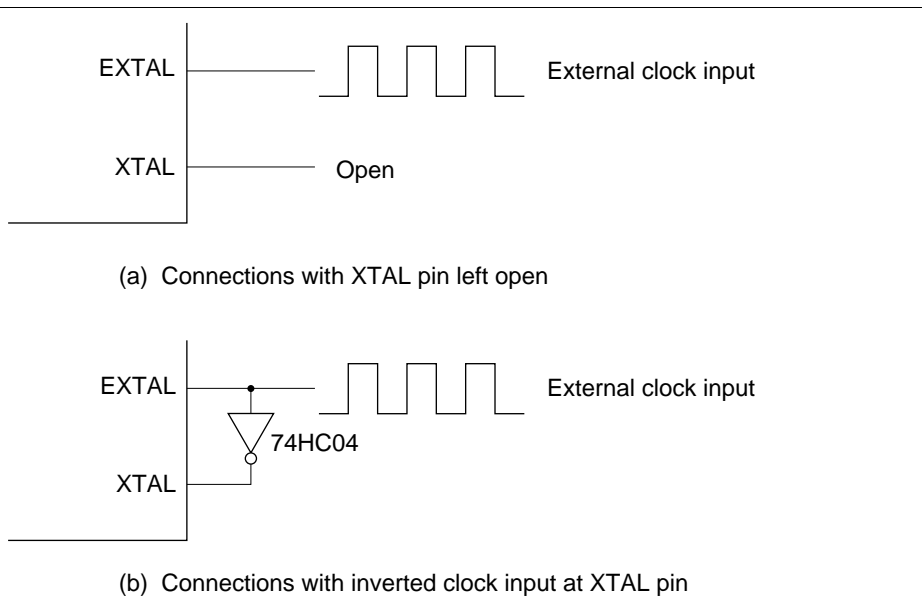 EXTAL
External clock input
XTAL
Open
(a) Connections with XTAL pin left open
EXTAL
External clock input
74HC04
XTAL
(b) Connections with inverted clock input at XTAL pin